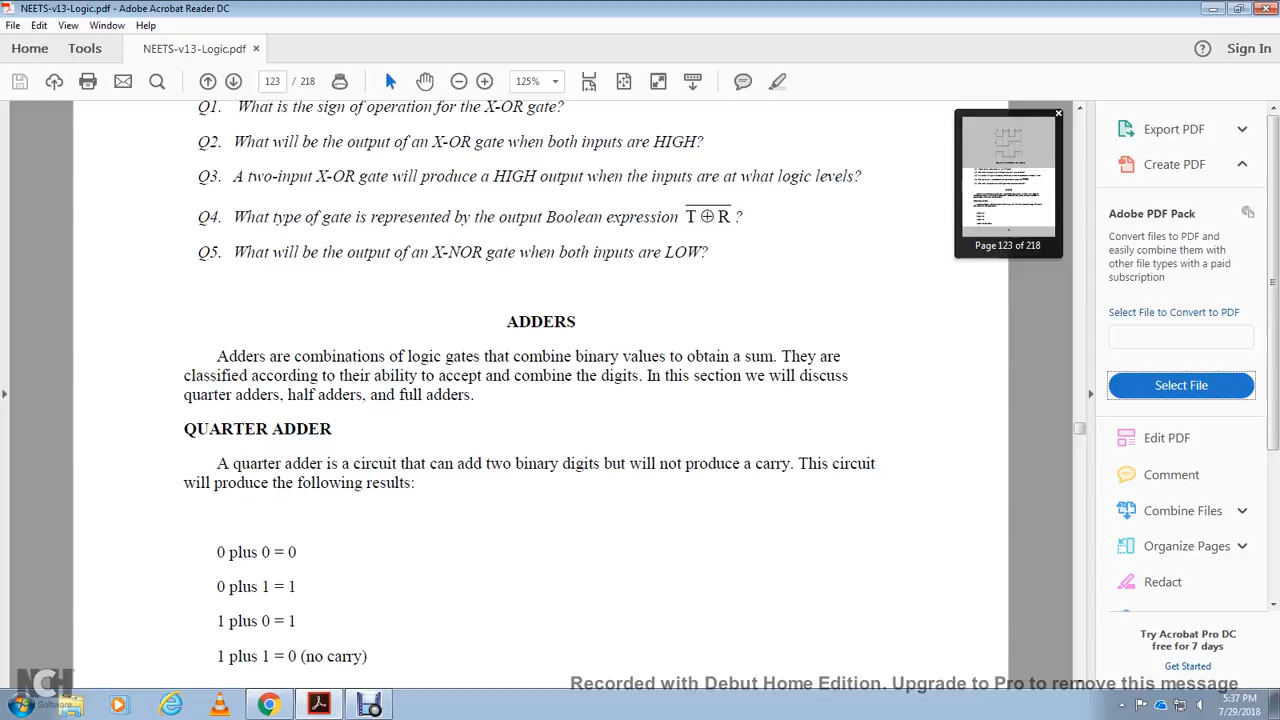 NEETS-v13-Logic.pdf - Adobe Acrobat Reader DC
File Edit View Window Help
Home Tools NEETS-v13-Logic.pdf × Sign In
123 / 218 125%
Q1. What is the sign of operation for the X-OR gate?
Q2. What will be the output of an X-OR gate when both inputs are HIGH?
Q3. A two-input X-OR gate will produce a HIGH output when the inputs are at what logic levels?
Q4. What type of gate is represented by the output Boolean expression T ⊕ R ?
Q5. What will be the output of an X-NOR gate when both inputs are LOW?
ADDERS
Adders are combinations of logic gates that combine binary values to obtain a sum. They are
classified according to their ability to accept and combine the digits. In this section we will discuss
quarter adders, half adders, and full adders.
QUARTER ADDER
A quarter adder is a circuit that can add two binary digits but will not produce a carry. This circuit
will produce the following results:
0 plus 0 = 0
0 plus 1 = 1
1 plus 0 = 1
1 plus 1 = 0 (no carry)
Page 123 of 218
Export PDF
Create PDF
Adobe PDF Pack
Convert files to PDF and
easily combine them with
other file types with a paid
subscription
Select File to Convert to PDF
Select File
Edit PDF
Comment
Combine Files
Organize Pages
Redact
Try Acrobat Pro DC
free for 7 days
Get Started
NCH
Software
Recorded with Debut Home Edition. Upgrade to Pro to remove this message
5:37 PM
7/29/2018